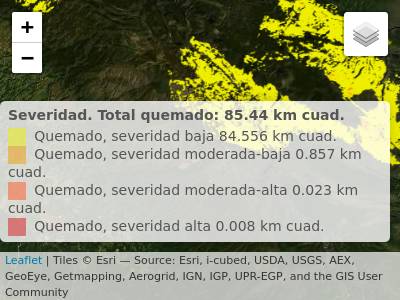 +
−
Severidad. Total quemado: 85.44 km cuad.
Quemado, severidad baja 84.556 km cuad.
Quemado, severidad moderada-baja 0.857 km
cuad.
Quemado, severidad moderada-alta 0.023 km
cuad.
Quemado, severidad alta 0.008 km cuad.
Leaflet | Tiles © Esri — Source: Esri, i-cubed, USDA, USGS, AEX,
GeoEye, Getmapping, Aerogrid, IGN, IGP, UPR-EGP, and the GIS User
Community